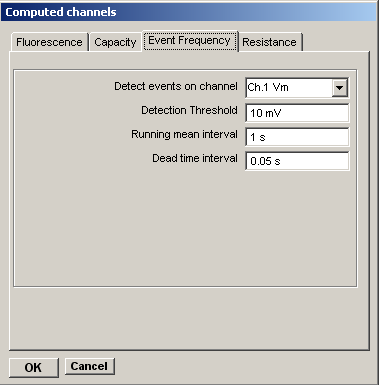 Computed channels
Fluorescence Capacity Event Frequency Resistance
Detect events on channel Ch.1 Vm
Detection Threshold 10 mV
Running mean interval 1 s
Dead time interval 0.05 s
OK Cancel